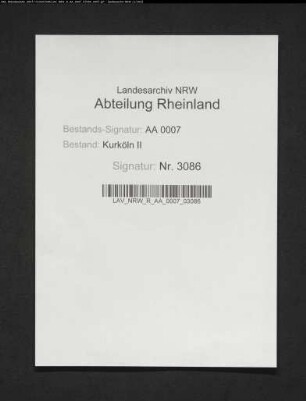 Landesarchiv NRW
Abteilung Rheinland
Bestands-Signatur: AA 0007
Bestand: Kurköln II
Signatur: Nr. 3086
LAV_NRW_R_AA_0007_03086